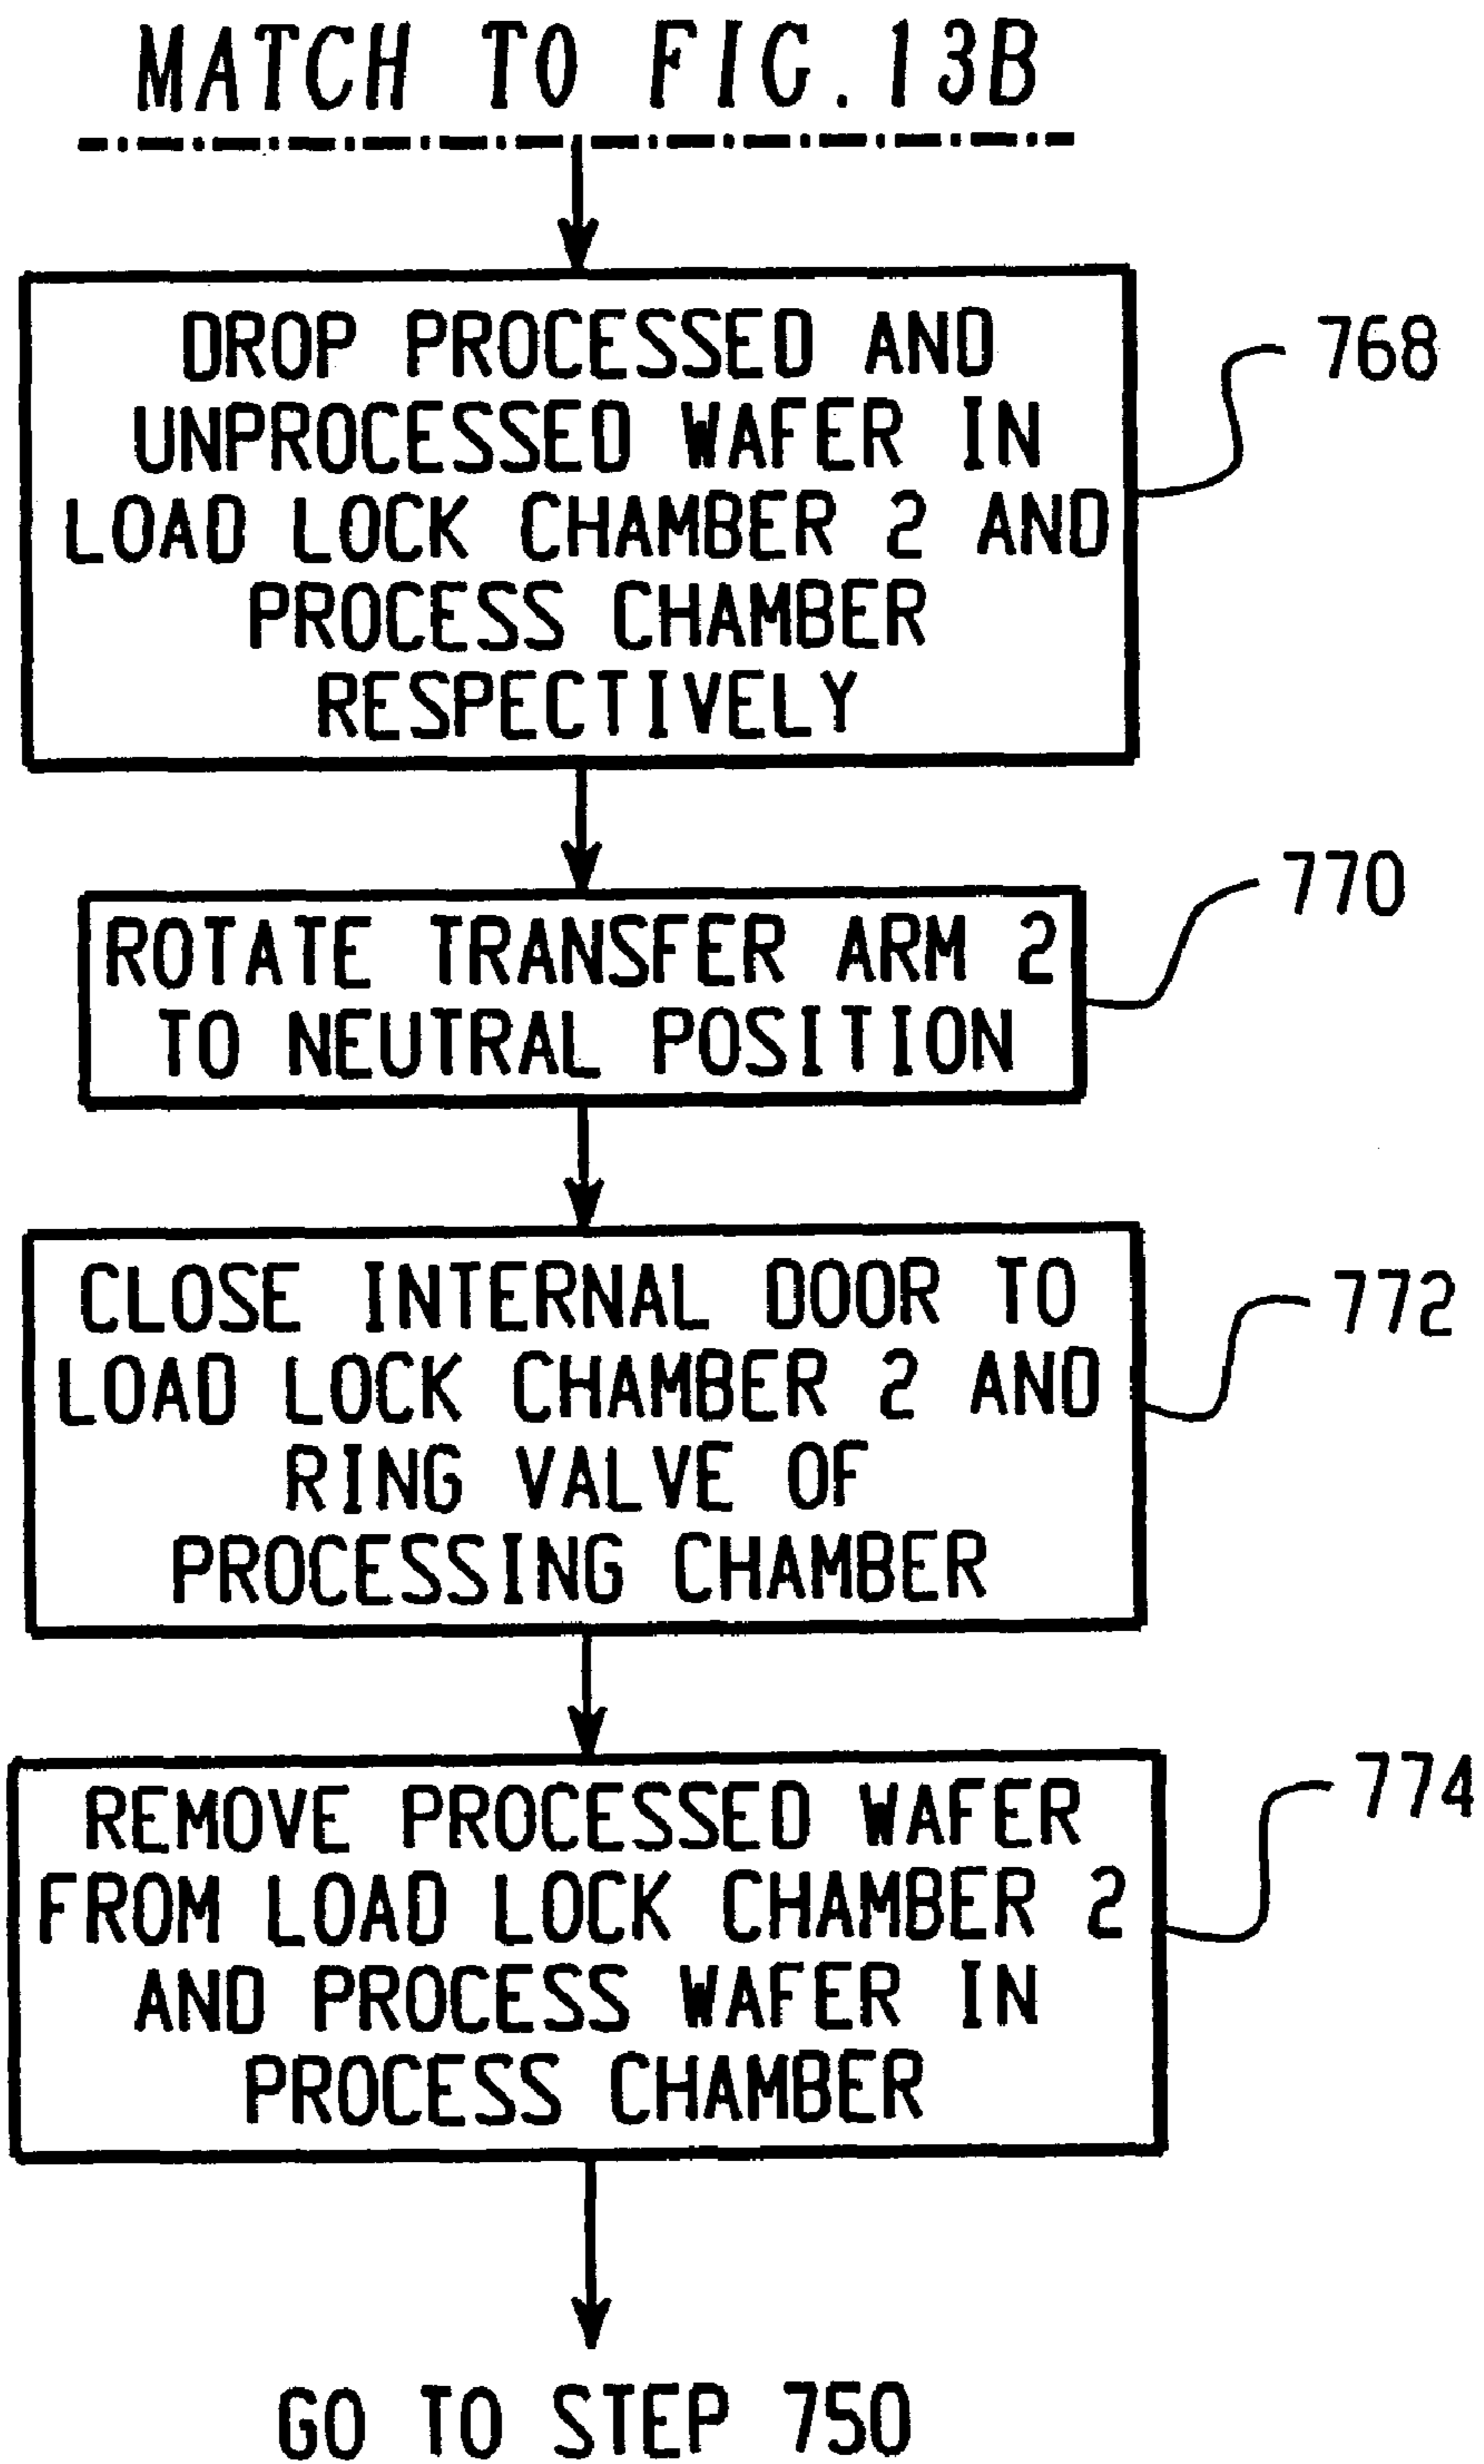 MATCH TO FIG. 13B
DROP PROCESSED AND
UNPROCESSED WAFER IN
LOAD LOCK CHAMBER 2 AND
PROCESS CHAMBER
RESPECTIVELY
768
ROTATE TRANSFER ARM 2
TO NEUTRAL POSITION
770
CLOSE INTERNAL DOOR TO
LOAD LOCK CHAMBER 2 AND
RING VALVE OF
PROCESSING CHAMBER
772
REMOVE PROCESSED WAFER
FROM LOAD LOCK CHAMBER 2
AND PROCESS WAFER IN
PROCESS CHAMBER
774
GO TO STEP 750